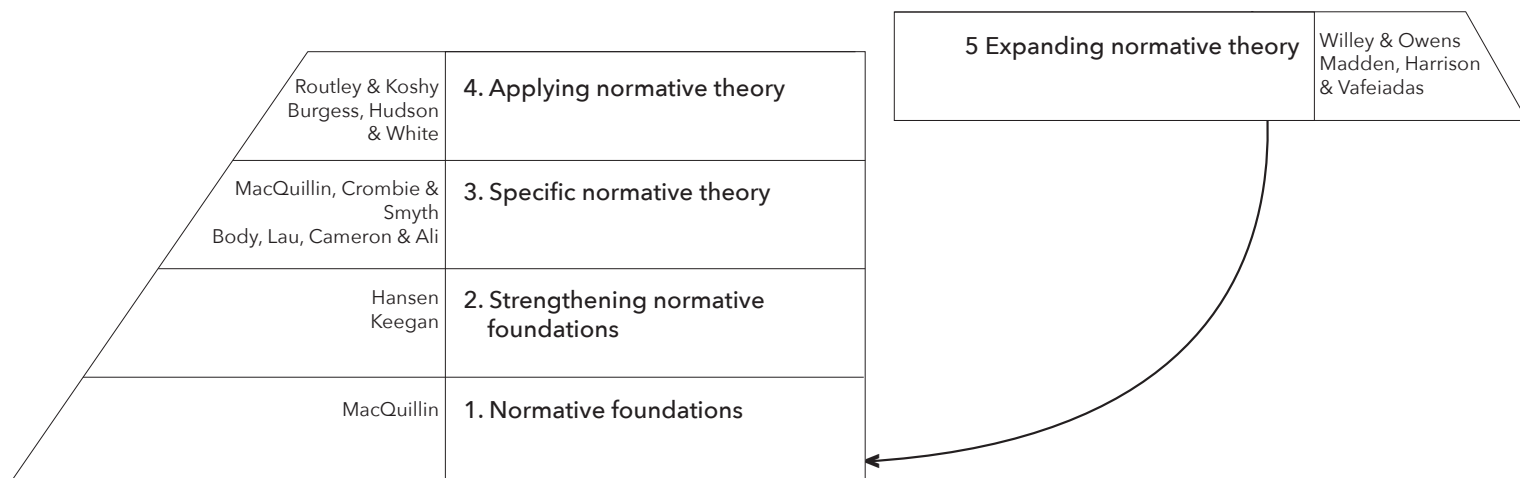 5 Expanding normative theory
Willey & Owens
Madden, Harrison
& Vafeiadas
Routley & Koshy
Burgess, Hudson
& White
4. Applying normative theory
MacQuillin, Crombie &
Smyth
Body, Lau, Cameron & Ali
3. Specific normative theory
Hansen
Keegan
2. Strengthening normative
foundations
MacQuillin
1. Normative foundations